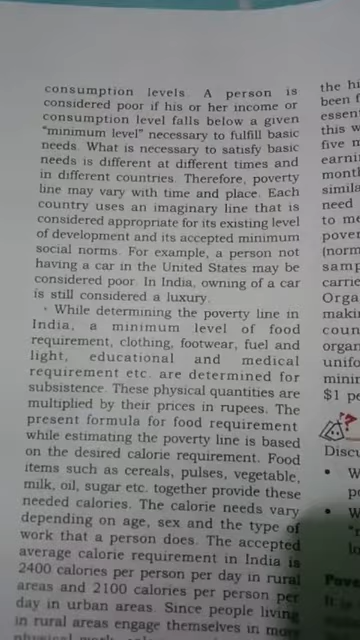 consumption levels. A person is
considered poor if his or her income or
consumption level falls below a given
"minimum level" necessary to fulfill basic
needs. What is necessary to satisfy basic
needs is different at different times and
in different countries. Therefore, poverty
line may vary with time and place. Each
country uses an imaginary line that is
considered appropriate for its existing level
of development and its accepted minimum
social norms. For example, a person not
having a car in the United States may be
considered poor. In India, owning of a car
is still considered a luxury.
While determining the poverty line in
India, a minimum level of food
requirement, clothing, footwear, fuel and
light, educational and medical
requirement etc. are determined for
subsistence. These physical quantities are
multiplied by their prices in rupees. The
present formula for food requirement
while estimating the poverty line is based
on the desired calorie requirement. Food
items such as cereals, pulses, vegetable,
milk, oil, sugar etc. together provide these
needed calories. The calorie needs vary
depending on age, sex and the type of
work that a person does. The accepted
average calorie requirement in India is
2400 calories per person per day in rural
areas and 2100 calories per person per
day in urban areas. Since people living
in rural areas engage themselves in more
physical work
the hi
been f
essen
this w
five m
earni
mont
simila
need
to me
pover
(norm
samp
carrie
Orga
makin
coun
organ
unifo
minir
$1 pe
Discu
• W
p
• W
"r
lo
Pove
It is